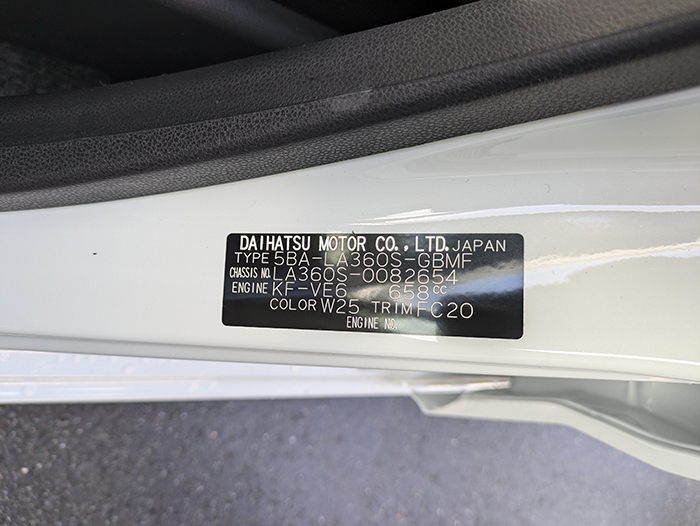 DAIHATSU MOTOR CO., LTD. JAPAN
TYPE 5BA-LA360S-GBMF
CHASSIS NO. LA360S-0082654
ENGINE KF-VE6 658CC
COLOR W25 TRIM FC20
ENGINE NO.